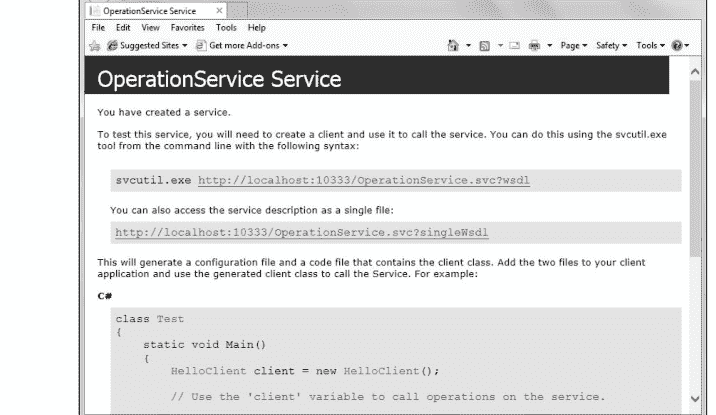 OperationService Service
File Edit View Favorites Tools Help
Suggested Sites Get more Add-ons Page Safety Tools
OperationService Service
You have created a service.
To test this service, you will need to create a client and use it to call the service. You can do this using the svcutil.exe
tool from the command line with the following syntax:
svcutil.exe http://localhost:10333/OperationService.svc?wsdl
You can also access the service description as a single file:
http://localhost:10333/OperationService.svc?singleWsdl
This will generate a configuration file and a code file that contains the client class. Add the two files to your client
application and use the generated client class to call the Service. For example:
C#
class Test
{
static void Main()
{
HelloClient client = new HelloClient();
// Use the 'client' variable to call operations on the service.